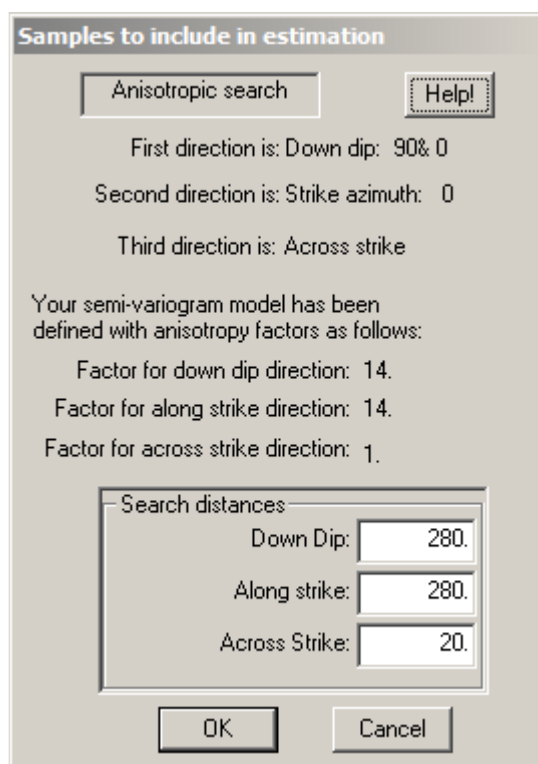 Samples to include in estimation
Anisotropic search
Help!
First direction is: Down dip: 90& 0
Second direction is: Strike azimuth: 0
Third direction is: Across strike
Your semi-variogram model has been
defined with anisotropy factors as follows:
Factor for down dip direction: 14.
Factor for along strike direction: 14.
Factor for across strike direction: 1.
Search distances
Down Dip: 280.
Along strike: 280.
Across Strike: 20.
OK
Cancel